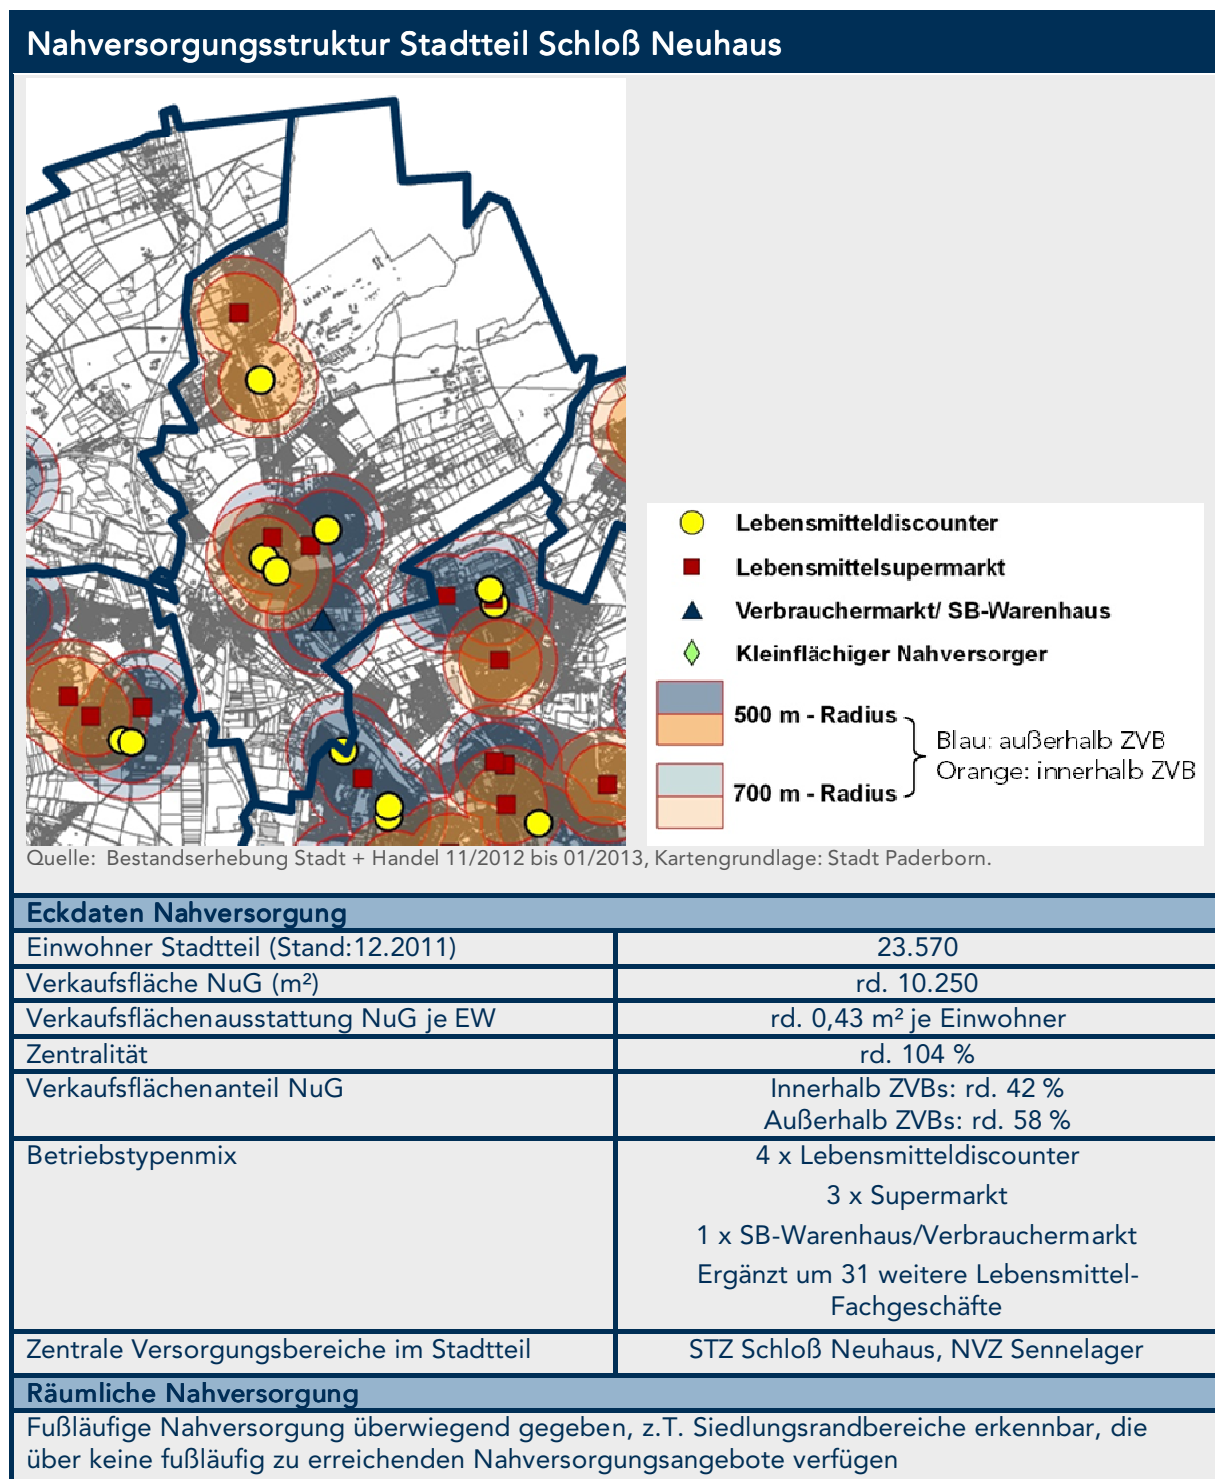 Nahversorgungsstruktur Stadtteil Schloß Neuhaus
Lebensmitteldiscounter
Lebensmittelsupermarkt
Verbrauchermarkt/ SB-Warenhaus
Kleinflächiger Nahversorger
500 m - Radius
700 m - Radius
Blau: außerhalb ZVB
Orange: innerhalb ZVB
Quelle: Bestandserhebung Stadt + Handel 11/2012 bis 01/2013, Kartengrundlage: Stadt Paderborn.
Eckdaten Nahversorgung
Einwohner Stadtteil (Stand:12.2011) 23.570
Verkaufsfläche NuG (m²) rd. 10.250
Verkaufsflächenausstattung NuG je EW rd. 0,43 m² je Einwohner
Zentralität rd. 104 %
Verkaufsflächenanteil NuG Innerhalb ZVBs: rd. 42 %
Außerhalb ZVBs: rd. 58 %
Betriebstypenmix 4 x Lebensmitteldiscounter
3 x Supermarkt
1 x SB-Warenhaus/Verbrauchermarkt
Ergänzt um 31 weitere Lebensmittel-
Fachgeschäfte
Zentrale Versorgungsbereiche im Stadtteil STZ Schloß Neuhaus, NVZ Sennelager
Räumliche Nahversorgung
Fußläufige Nahversorgung überwiegend gegeben, z.T. Siedlungsrandbereiche erkennbar, die
über keine fußläufig zu erreichenden Nahversorgungsangebote verfügen